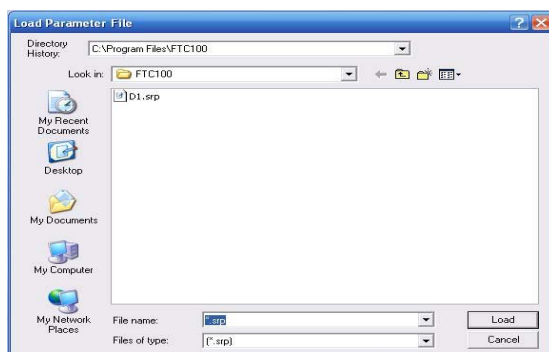 Load Parameter File
Directory History: C:\Program Files\FTC100
Look in: FTC100
D1.srp
My Recent Documents
Desktop
My Documents
My Computer
My Network Places
File name: *.srp Load
Files of type: (*.srp) Cancel